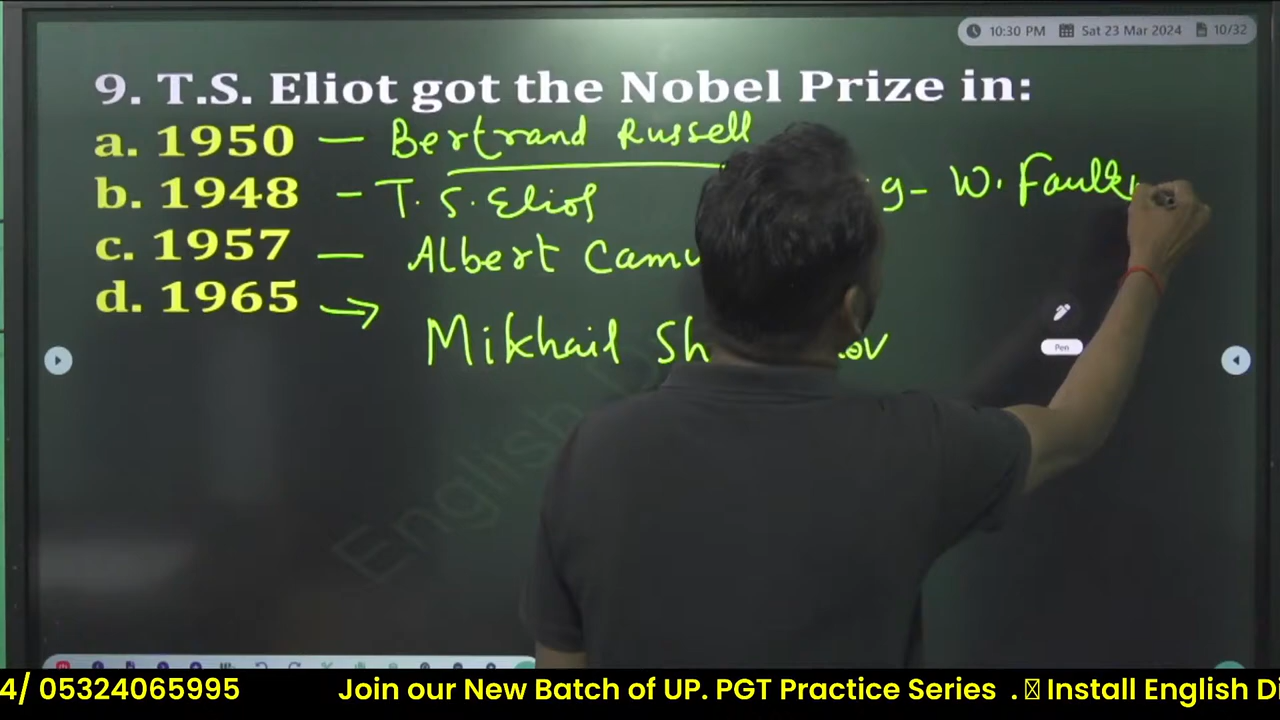 10:30 PM Sat 23 Mar 2024 10/32
9. T.S. Eliot got the Nobel Prize in:
a. 1950 — Bertrand Russell
b. 1948 – T. S. Eliot g- W. Faulkn
c. 1957 — Albert Camu
d. 1965 →
Mikhail Sh ov
Pen
English
4/ 05324065995 Join our New Batch of UP. PGT Practice Series . Install English Di